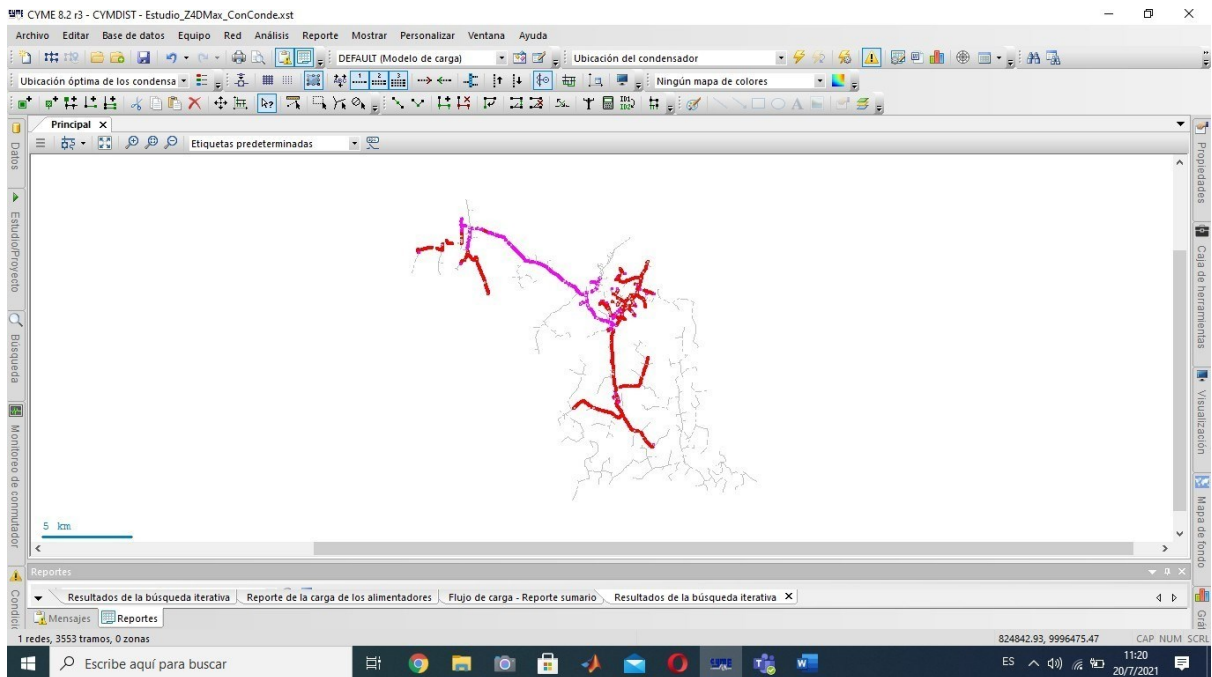 CYME 8.2 r3 - CYMDIST - Estudio_Z4DMax_ConConde.xst
Archivo Editar Base de datos Equipo Red Análisis Reporte Mostrar Personalizar Ventana Ayuda
DEFAULT (Modelo de carga) Ubicación del condensador
Ubicación óptima de los condensa Ningún mapa de colores
Principal
Etiquetas predeterminadas
Datos
Estudio/Proyecto
Búsqueda
Monitoreo de conmutador
Condicio
Propiedades
Caja de herramientas
Visualización
Mapa de fondo
Grá
5 km
Reportes
Resultados de la búsqueda iterativa Reporte de la carga de los alimentadores Flujo de carga - Reporte sumario Resultados de la búsqueda iterativa
Mensajes Reportes
1 redes, 3553 tramos, 0 zonas 824842.93, 9996475.47 CAP NUM SCRL
Escribe aquí para buscar ES 11:20
20/7/2021